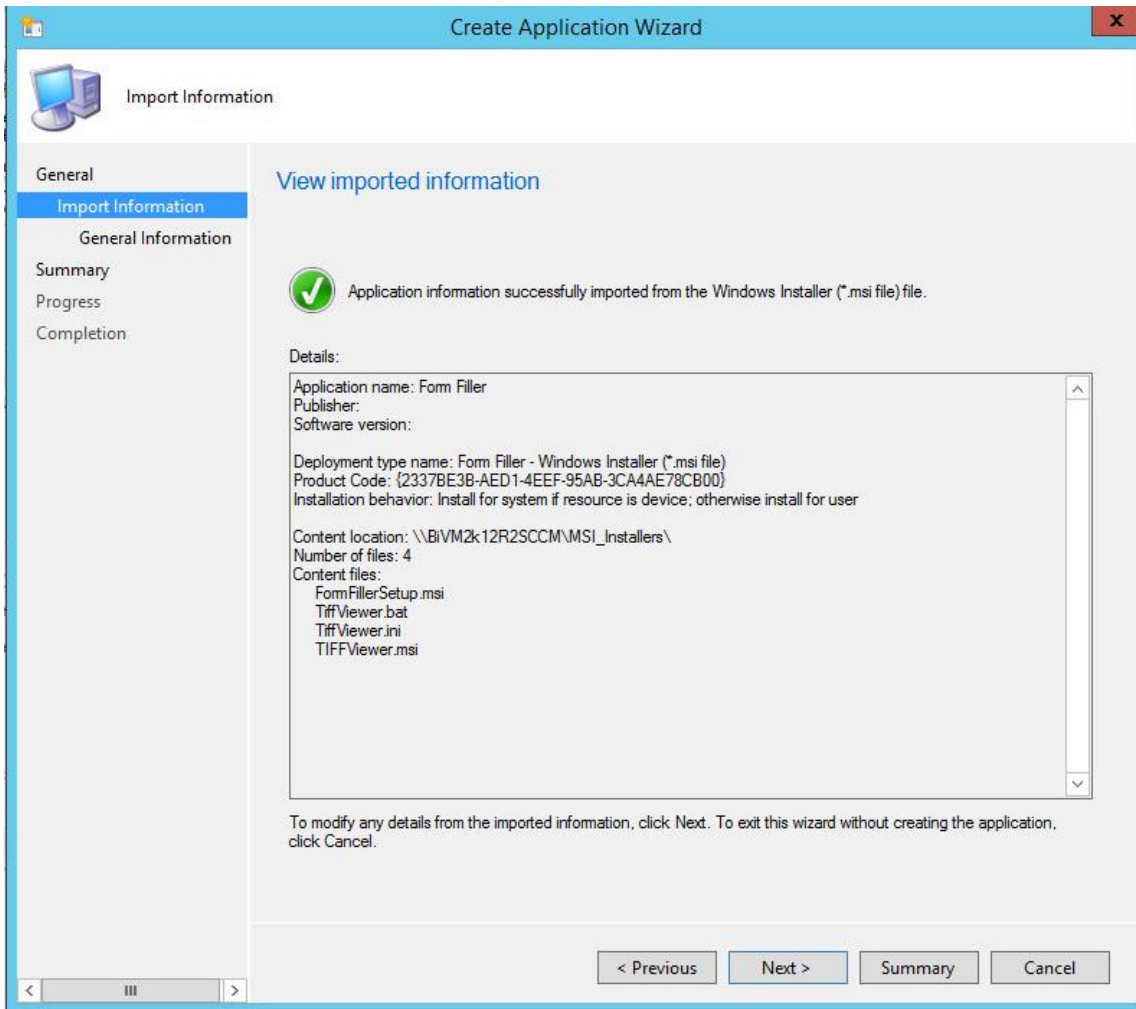 Create Application Wizard
x
Import Information
General
Import Information
General Information
Summary
Progress
Completion
View imported information
Application information successfully imported from the Windows Installer (*.msi file) file.
Details:
Application name: Form Filler
Publisher:
Software version:
Deployment type name: Form Filler - Windows Installer (*.msi file)
Product Code: {2337BE3B-AED1-4EEF-95AB-3CA4AE78CB00}
Installation behavior: Install for system if resource is device; otherwise install for user
Content location: \\BiVM2k12R2SCCM\MSI_Installers\
Number of files: 4
Content files:
FormFillerSetup.msi
TiffViewer.bat
TiffViewer.ini
TIFFViewer.msi
To modify any details from the imported information, click Next. To exit this wizard without creating the application,
click Cancel.
< Previous
Next >
Summary
Cancel